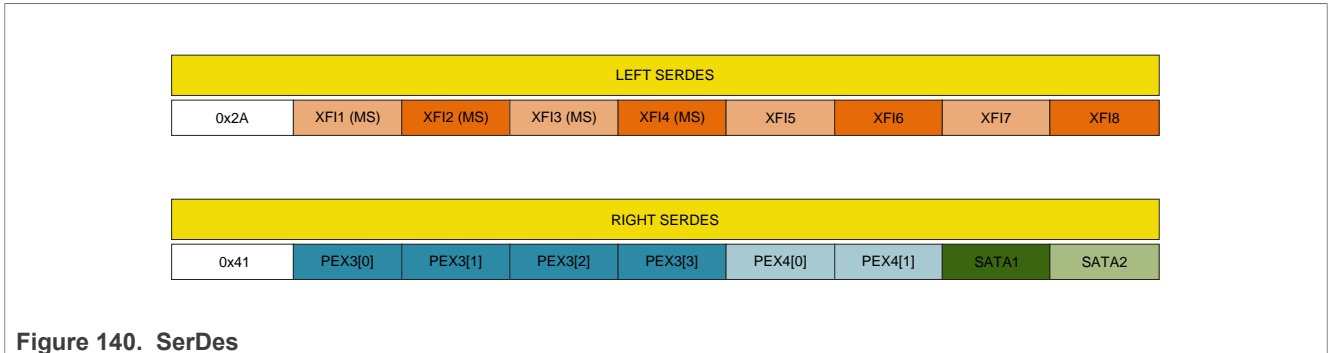 LEFT SERDES
0x2A XFI1 (MS) XFI2 (MS) XFI3 (MS) XFI4 (MS) XFI5 XFI6 XFI7 XFI8
RIGHT SERDES
0x41 PEX3[0] PEX3[1] PEX3[2] PEX3[3] PEX4[0] PEX4[1] SATA1 SATA2
Figure 140. SerDes